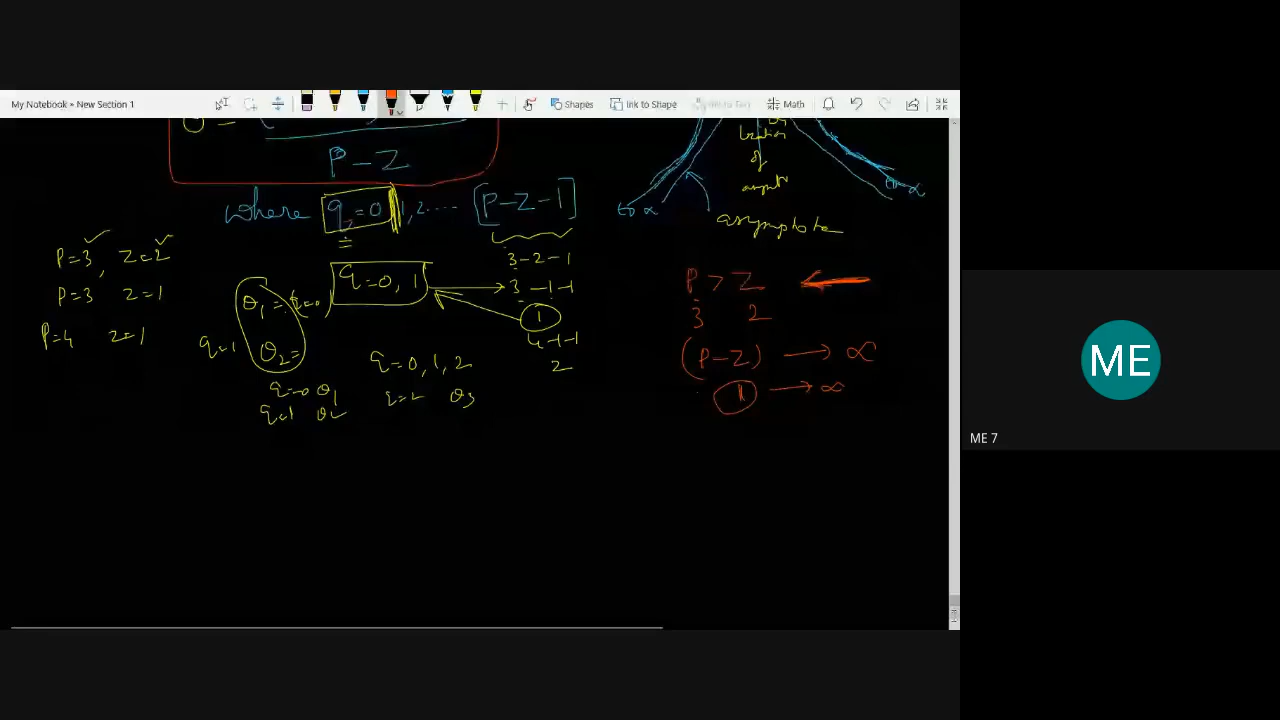 My Notebook » New Section 1
Shapes
Ink to Shape
Math
P - Z
where q=0, 1, 2.... [P-Z-1]
of
asymptote
P=3, Z=2
P=3 Z=1
P=4 Z=1
q=0, 1
θ1 = (q=0)
q=1 θ2=
q=0 θ1
q=1 θ2
q=0, 1, 2
q=2 θ3
3-2-1
3-1-1
1
4-1-1
2
P > Z
3 2
(P-Z) → ∝
1 → ∝
ME
ME 7